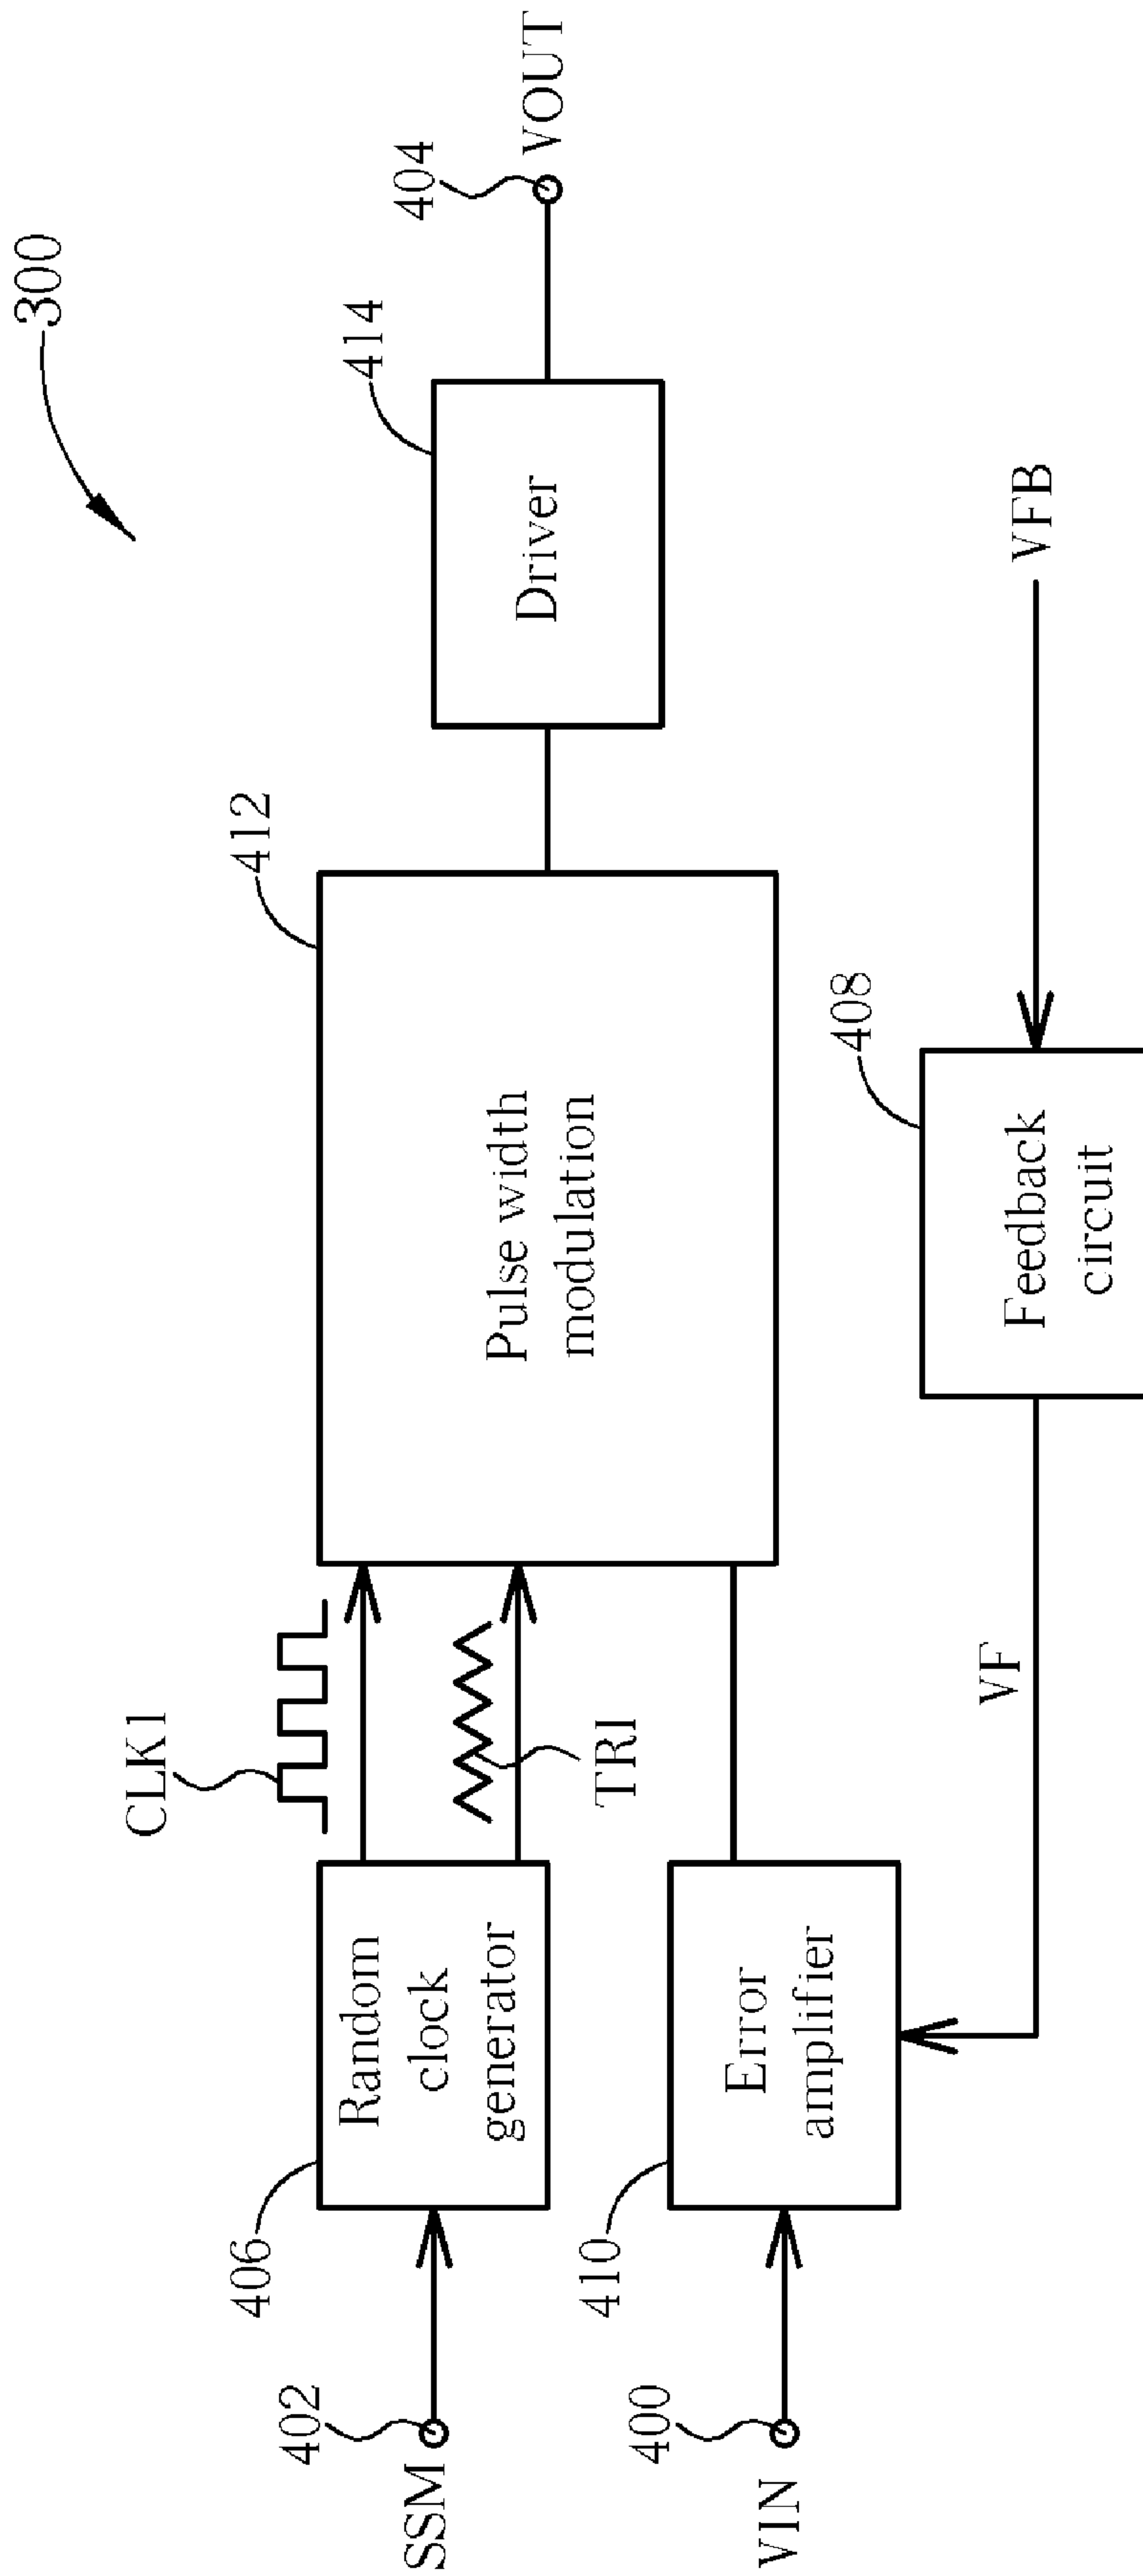 300
CLK1
412
414
404
VOUT
406
Random
clock
generator
402
SSM
TRI
Pulse width
modulation
Driver
410
Error
amplifier
400
VIN
VF
408
Feedback
circuit
VFB